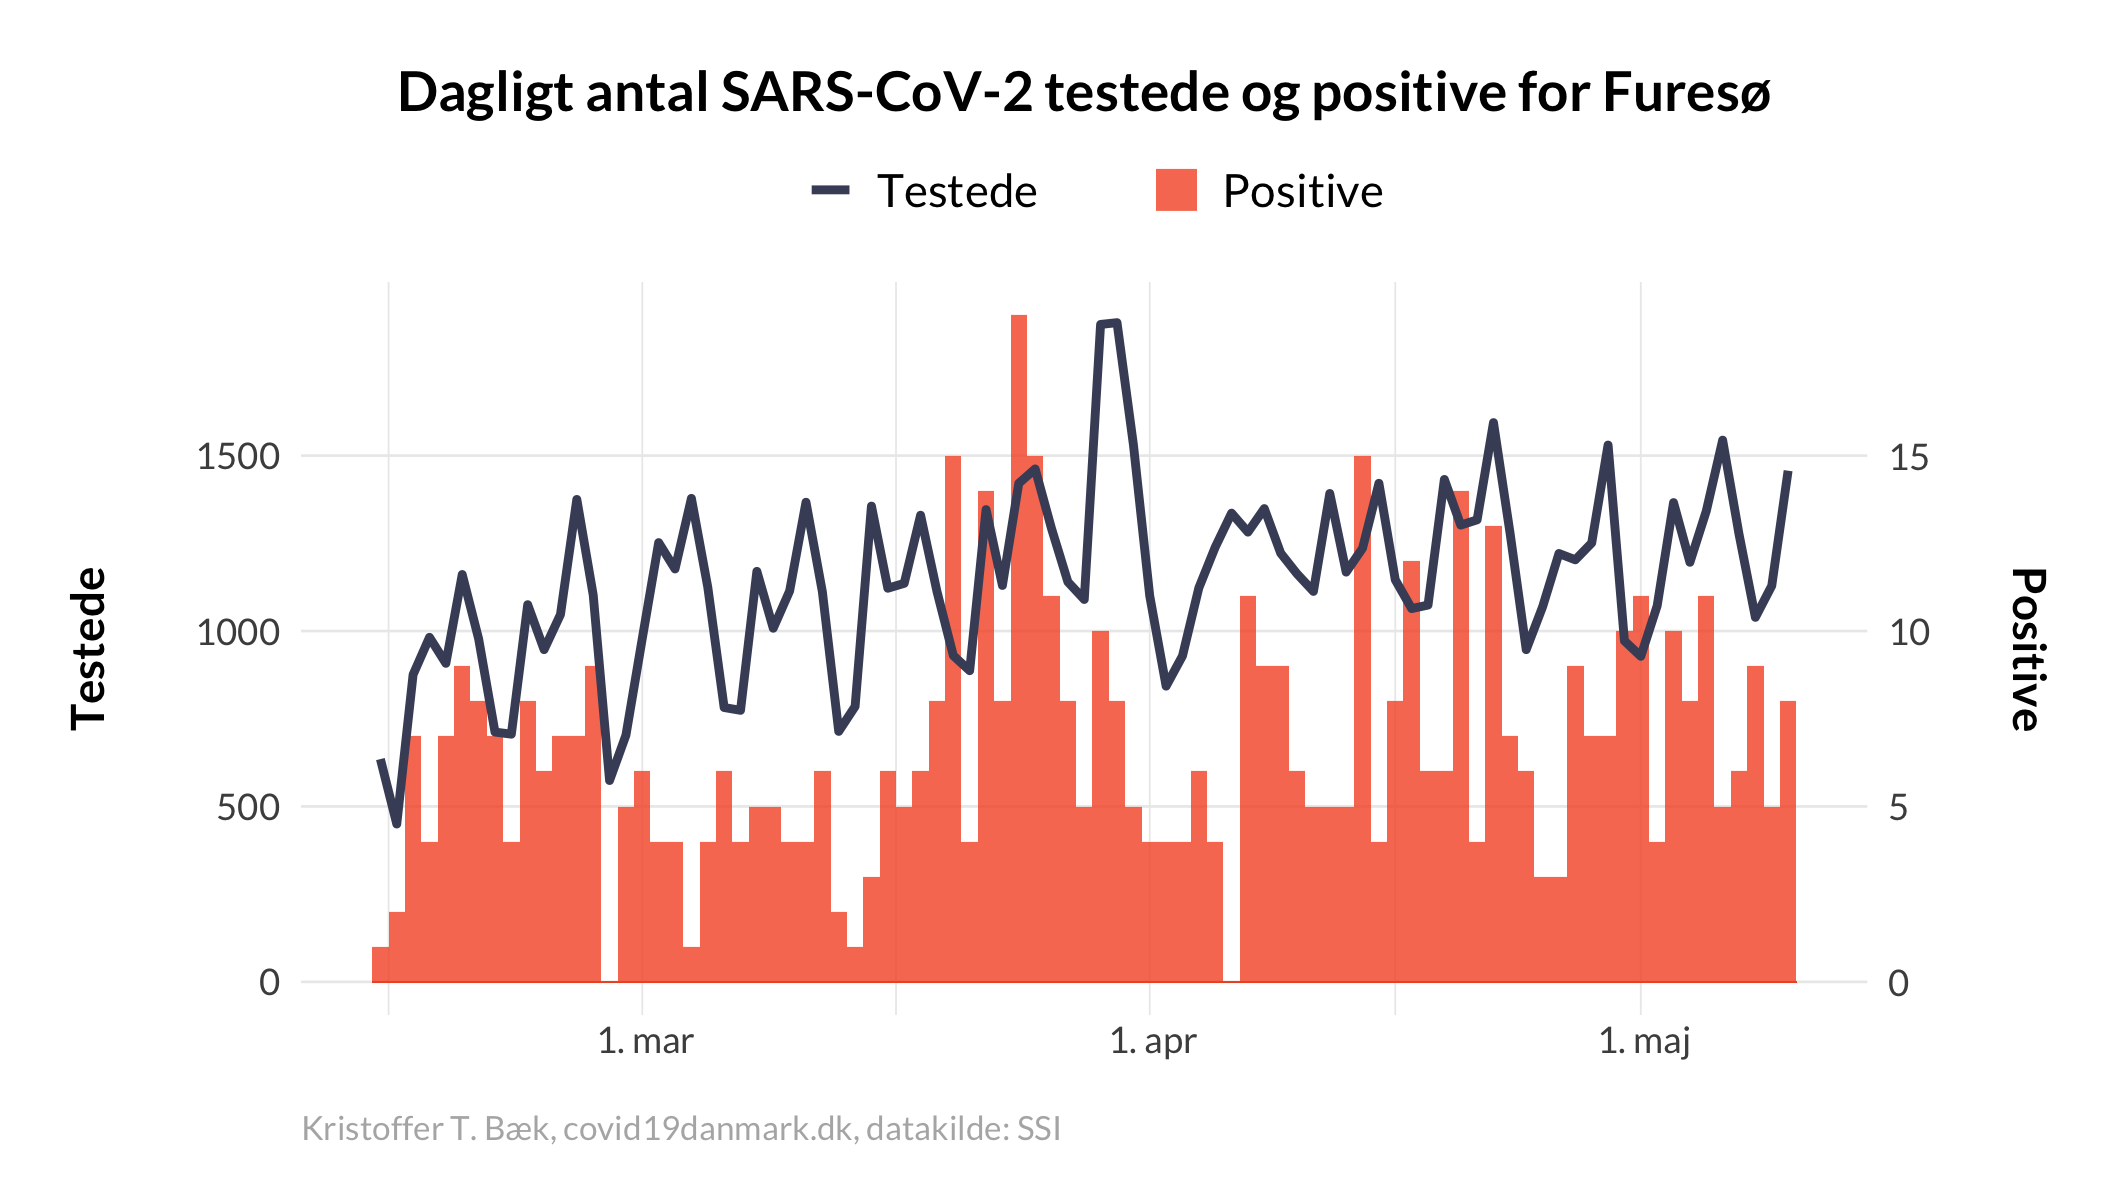 Dagligt antal SARS-CoV-2 testede og positive for Furesø
Testede Positive
1500
1000
500
0
Testede
15
10
5
0
Positive
1. mar 1. apr 1. maj
Kristoffer T. Bæk, covid19danmark.dk, datakilde: SSI